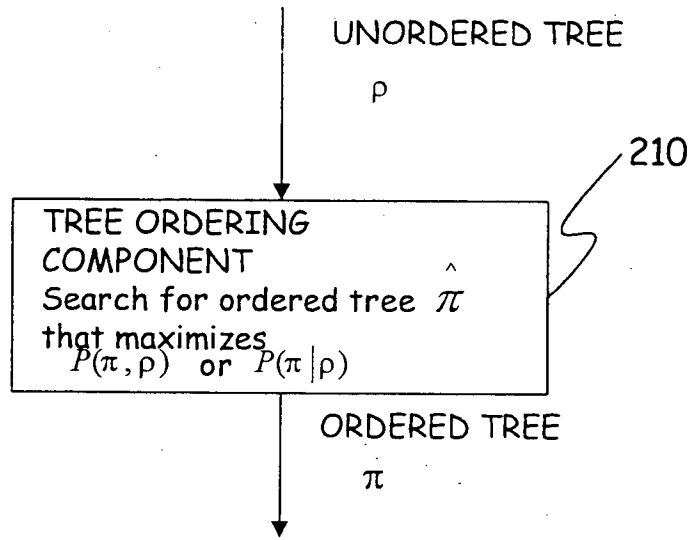 UNORDERED TREE
ρ
210
TREE ORDERING
COMPONENT
Search for ordered tree π̂
that maximizes
P(π,ρ) or P(π|ρ)
ORDERED TREE
π